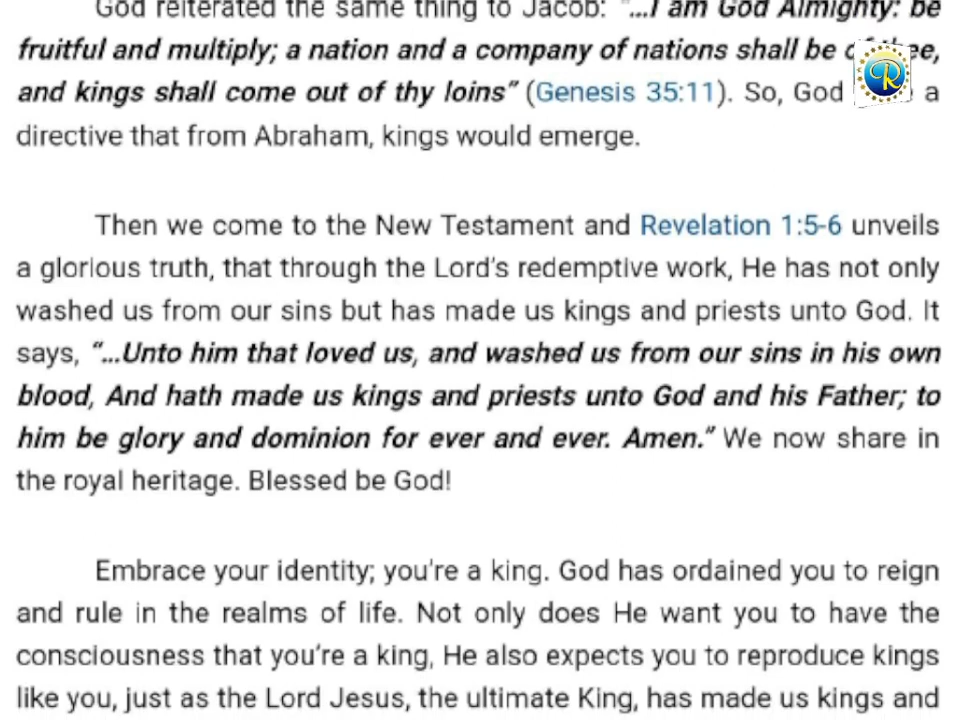 God reiterated the same thing to Jacob: "...I am God Almighty: be
fruitful and multiply; a nation and a company of nations shall be of thee,
and kings shall come out of thy loins” (Genesis 35:11). So, God a
directive that from Abraham, kings would emerge.
Then we come to the New Testament and Revelation 1:5-6 unveils
a glorious truth, that through the Lord's redemptive work, He has not only
washed us from our sins but has made us kings and priests unto God. It
says, “...Unto him that loved us, and washed us from our sins in his own
blood, And hath made us kings and priests unto God and his Father; to
him be glory and dominion for ever and ever. Amen.” We now share in
the royal heritage. Blessed be God!
Embrace your identity; you're a king. God has ordained you to reign
and rule in the realms of life. Not only does He want you to have the
consciousness that you're a king, He also expects you to reproduce kings
like you, just as the Lord Jesus, the ultimate King, has made us kings and